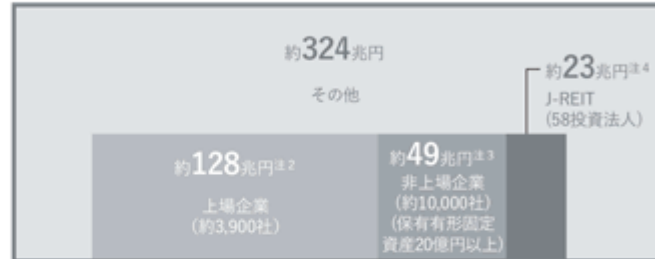 約324兆円
その他
約23兆円注4
J-REIT
(58投資法人)
約128兆円注2
上場企業
(約3,900社)
約49兆円注3
非上場企業
(約10,000社)
(保有有形固定
資産20億円以上)